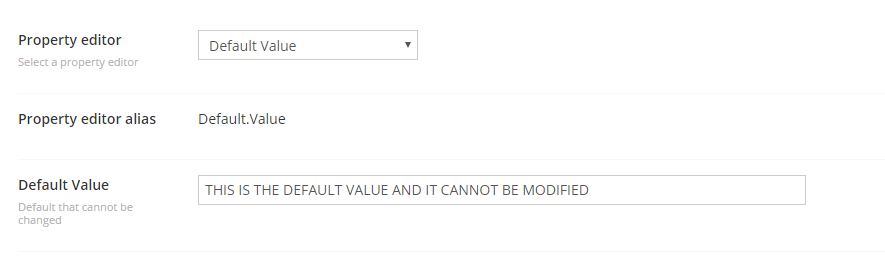 Property editor
Default Value
Select a property editor
Property editor alias
Default.Value
Default Value
THIS IS THE DEFAULT VALUE AND IT CANNOT BE MODIFIED
Default that cannot be
changed